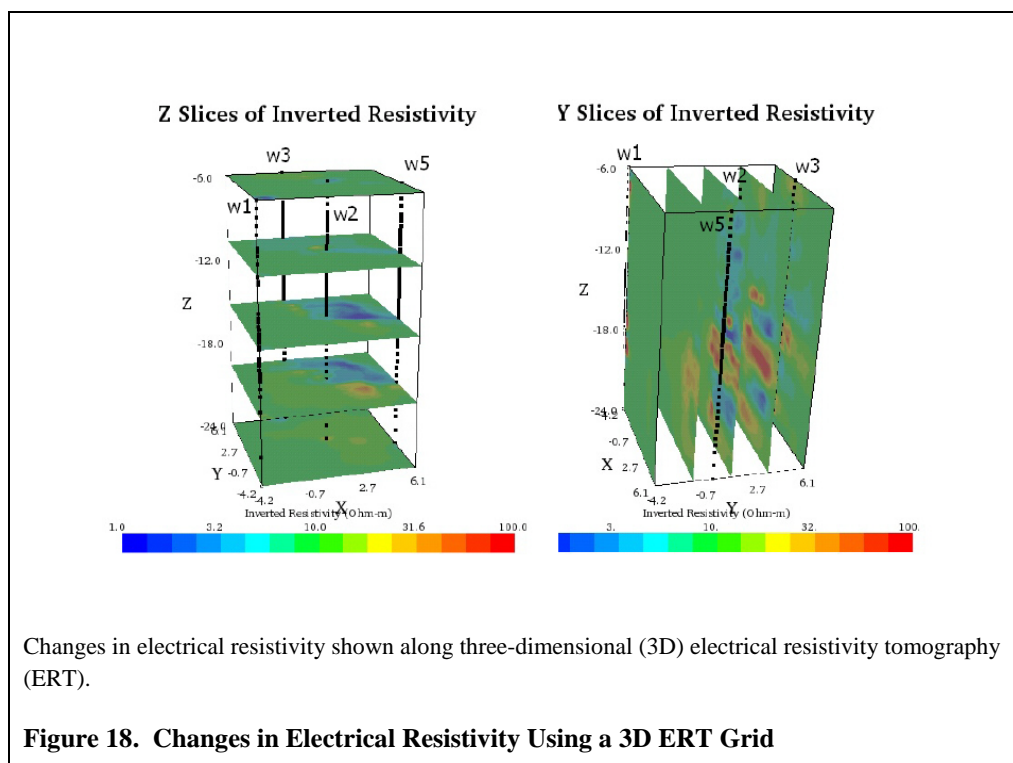 Z Slices of Inverted Resistivity
w3
w5
-6.0
w1
w2
-12.0
Z
-18.0
-24.0
6.1
2.7
Y
-0.7
-4.2
-4.2
-0.7
X
2.7
6.1
Inverted Resistivity (Ohm-m)
1.0 3.2 10.0 31.6 100.0
Y Slices of Inverted Resistivity
w1
-6.0
w2
w3
w5
-12.0
Z
-18.0
-24.0
-4.2
-0.7
X
2.7
6.1
-4.2
-0.7
Y
2.7
6.1
Inverted Resistivity (Ohm-m)
3. 10. 32. 100.
Changes in electrical resistivity shown along three-dimensional (3D) electrical resistivity tomography
(ERT).
Figure 18. Changes in Electrical Resistivity Using a 3D ERT Grid